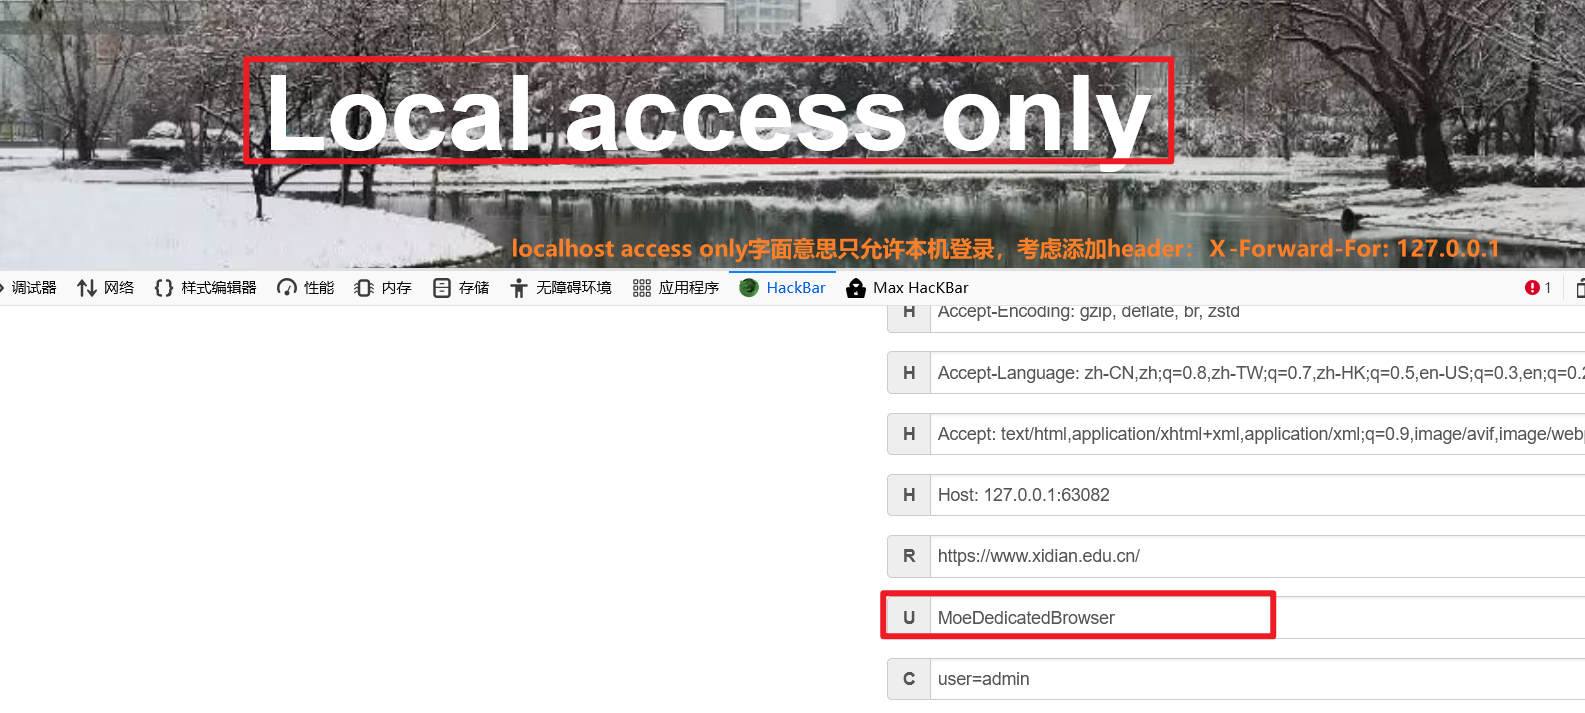 Local access only
localhost access only字面意思只允许本机登录，考虑添加header：X-Forward-For: 127.0.0.1
调试器 网络 {} 样式编辑器 性能 内存 存储 无障碍环境 应用程序 HackBar Max HacKBar 1
H Accept-Encoding: gzip, deflate, br, zstd
H Accept-Language: zh-CN,zh;q=0.8,zh-TW;q=0.7,zh-HK;q=0.5,en-US;q=0.3,en;q=0.2
H Accept: text/html,application/xhtml+xml,application/xml;q=0.9,image/avif,image/webp
H Host: 127.0.0.1:63082
R https://www.xidian.edu.cn/
U MoeDedicatedBrowser
C user=admin